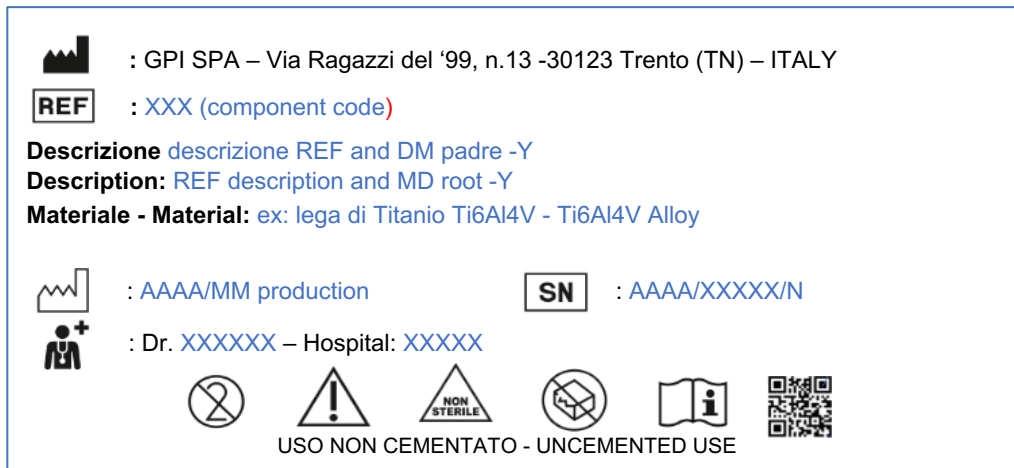 : GPI SPA – Via Ragazzi del ‘99, n.13 -30123 Trento (TN) – ITALY
REF : XXX (component code)
Descrizione descrizione REF and DM padre -Y
Description: REF description and MD root -Y
Materiale - Material: ex: lega di Titanio Ti6Al4V - Ti6Al4V Alloy
: AAAA/MM production SN : AAAA/XXXXX/N
: Dr. XXXXXX – Hospital: XXXXX
2 NON STERILE
USO NON CEMENTATO - UNCEMENTED USE